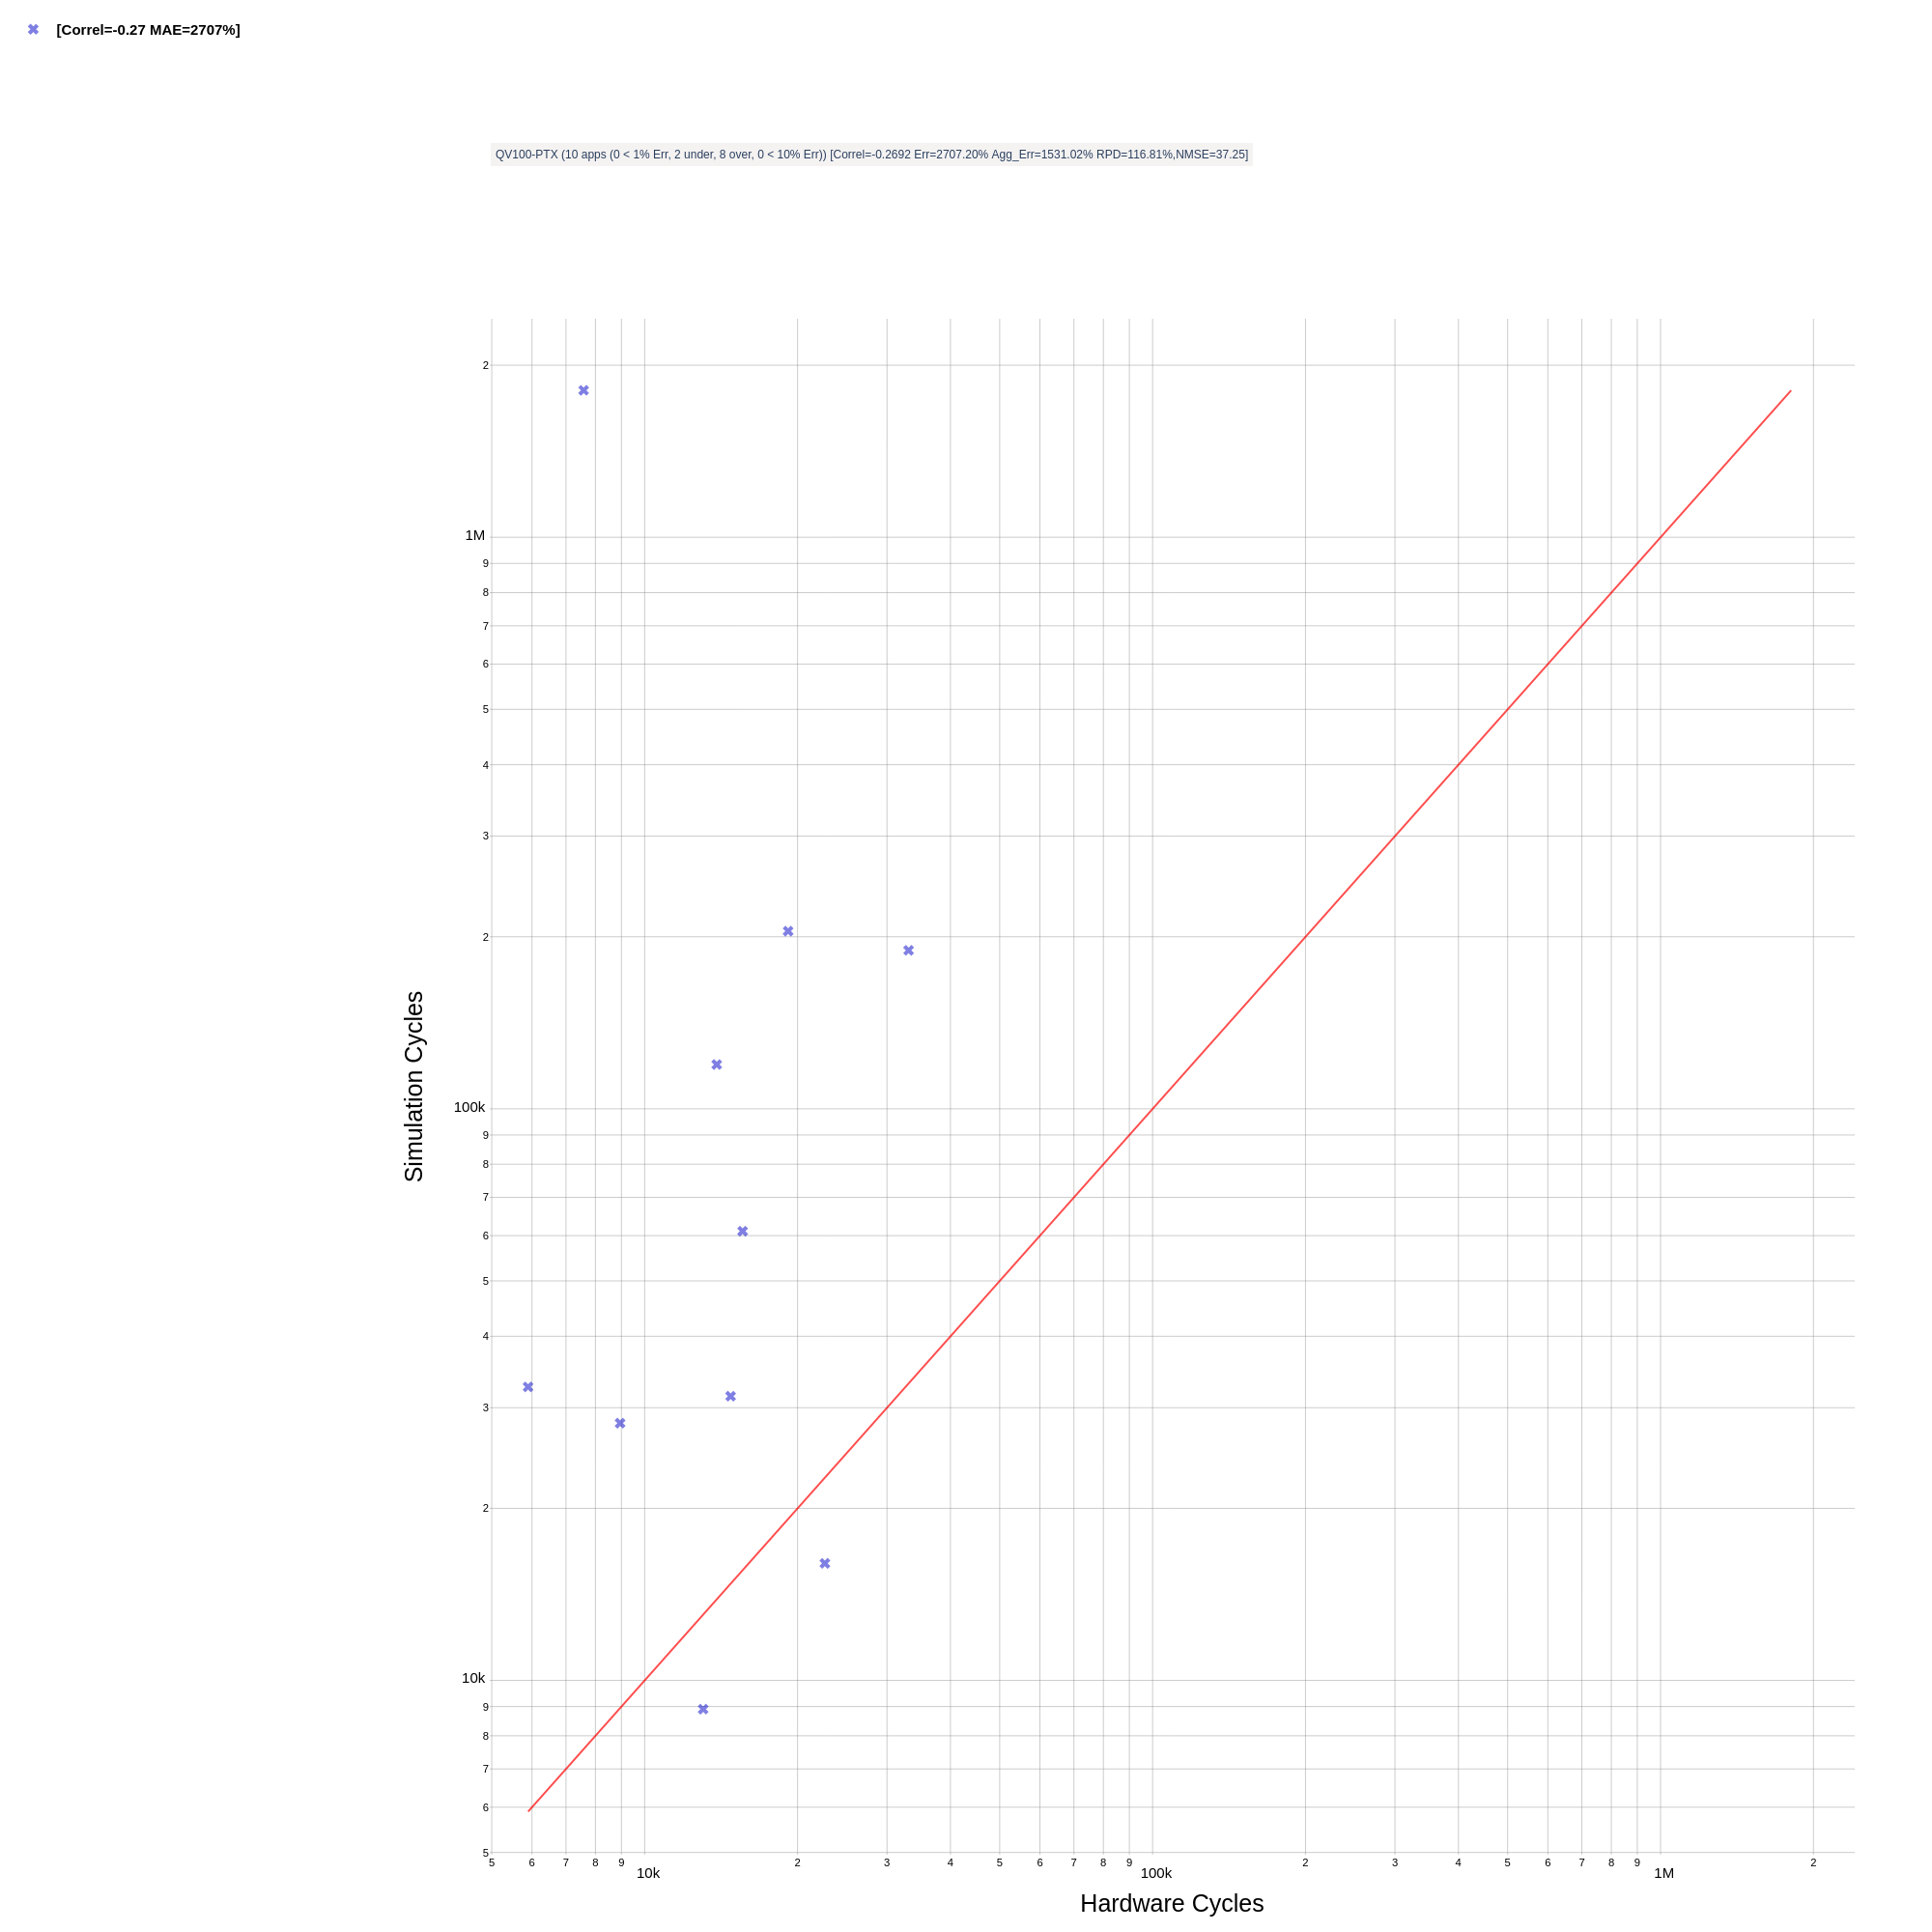 [Correl=-0.27 MAE=2707%]
QV100-PTX (10 apps (0 < 1% Err, 2 under, 8 over, 0 < 10% Err)) [Correl=-0.2692 Err=2707.20% Agg_Err=1531.02% RPD=116.81%,NMSE=37.25]
2
1M
9
8
7
6
5
4
3
2
100k
9
8
7
6
5
4
3
2
10k
9
8
7
6
5
Simulation Cycles
5 6 7 8 9 10k 2 3 4 5 6 7 8 9 100k 2 3 4 5 6 7 8 9 1M 2
Hardware Cycles